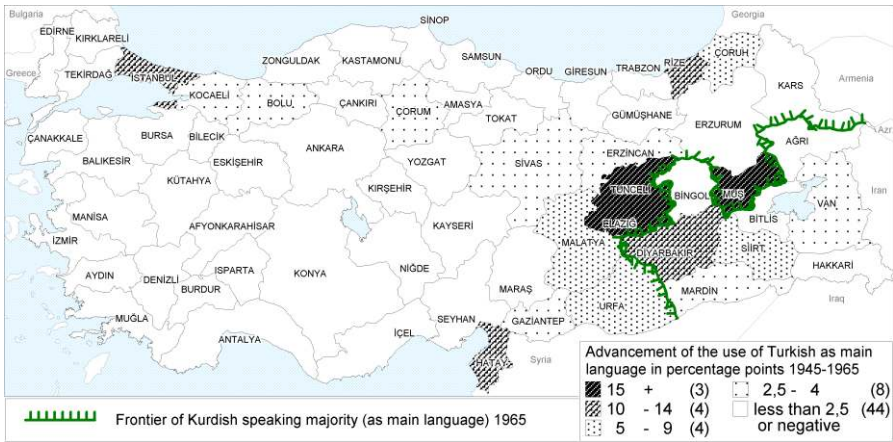 Bulgaria
SİNOP
Georgia
EDİRNE
KIRKLARELİ
ZONGULDAK
KASTAMONU
SAMSUN
ORDU
GİRESUN
TRABZON
RİZE
ÇORUH
Greece
TEKİRDAĞ
İSTANBUL
KOCAELİ
BOLU
ÇANKIRI
ÇORUM
AMASYA
TOKAT
GÜMÜŞHANE
KARS
Armenia
ÇANAKKALE
BURSA
BİLECİK
ANKARA
ERZURUM
Azr
AĞRI
BALIKESİR
ESKİŞEHİR
YOZGAT
SİVAS
ERZİNCAN
KÜTAHYA
KIRŞEHİR
TUNCELİ
BİNGOL
MUŞ
Iran
MANİSA
AFYONKARAHİSAR
KAYSERİ
ELAZIĞ
BİTLİS
VAN
İZMİR
MALATYA
DİYARBAKIR
SİİRT
AYDIN
DENİZLİ
ISPARTA
BURDUR
KONYA
NİĞDE
MARAŞ
HAKKARİ
MARDİN
URFA
MUĞLA
ANTALYA
İÇEL
SEYHAN
GAZİANTEP
Iraq
HATAY
Syria
Advancement of the use of Turkish as main
language in percentage points 1945-1965
15 + (3)
10 - 14 (4)
5 - 9 (4)
2,5 - 4 (8)
less than 2,5 (44)
or negative
Frontier of Kurdish speaking majority (as main language) 1965